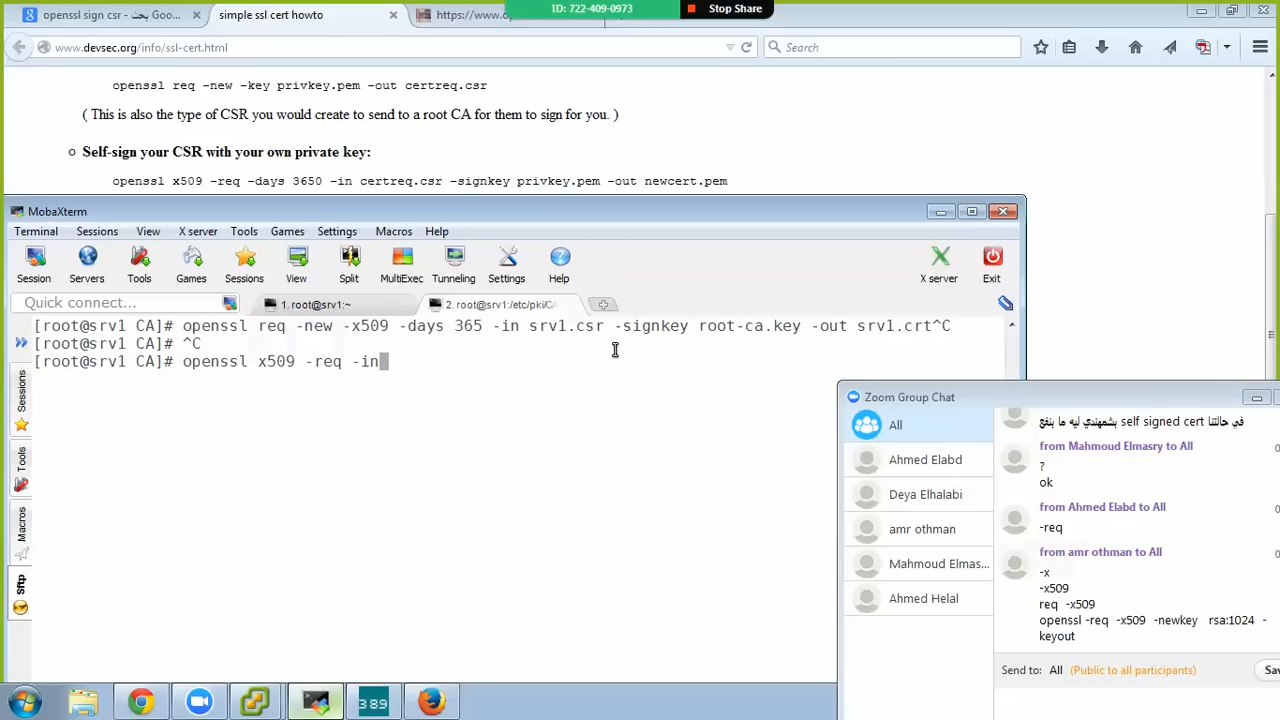 openssl sign csr - بحث Goo...
simple ssl cert howto
https://www.op
ID: 722-409-0973
Stop Share
www.devsec.org/info/ssl-cert.html
Search
openssl req -new -key privkey.pem -out certreq.csr
( This is also the type of CSR you would create to send to a root CA for them to sign for you. )
Self-sign your CSR with your own private key:
openssl x509 -req -days 3650 -in certreq.csr -signkey privkey.pem -out newcert.pem
MobaXterm
Terminal Sessions View X server Tools Games Settings Macros Help
Session Servers Tools Games Sessions View Split MultiExec Tunneling Settings Help X server Exit
Quick connect...
1. root@srv1:~
2. root@srv1:/etc/pki/CA
[root@srv1 CA]# openssl req -new -x509 -days 365 -in srv1.csr -signkey root-ca.key -out srv1.crt^C
[root@srv1 CA]# ^C
[root@srv1 CA]# openssl x509 -req -in
Sessions
Tools
Macros
Sftp
Zoom Group Chat
All
Ahmed Elabd
Deya Elhalabi
amr othman
Mahmoud Elmas...
Ahmed Helal
في حالتنا self signed cert بشمهندي ليه ما بنفع
from Mahmoud Elmasry to All
?
ok
from Ahmed Elabd to All
-req
from amr othman to All
-x
-x509
req -x509
openssl -req -x509 -newkey rsa:1024 -
keyout
Send to: All (Public to all participants)
Sav
389